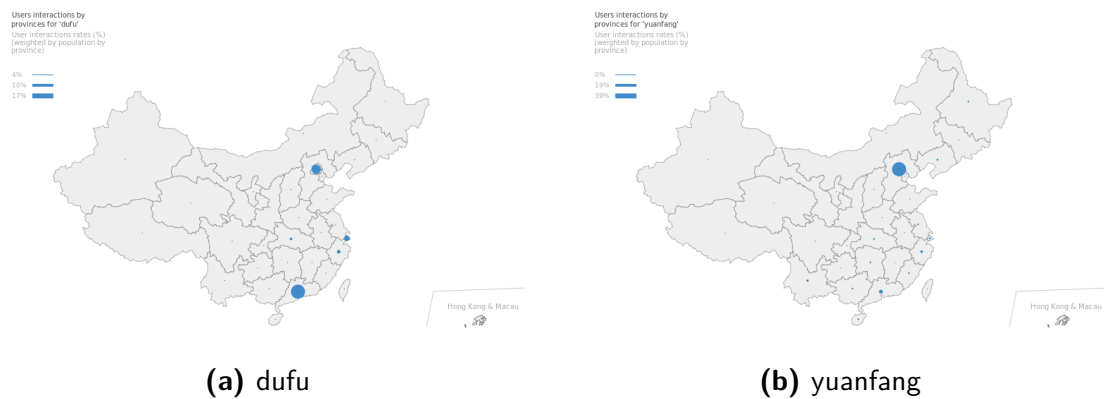 Users interactions by
provinces for 'dufu'
User interactions rates (%)
(weighted by population by
province)
4%
10%
17%
Hong Kong & Macau
(a) dufu
Users interactions by
provinces for 'yuanfang'
User interactions rates (%)
(weighted by population by
province)
0%
19%
39%
Hong Kong & Macau
(b) yuanfang